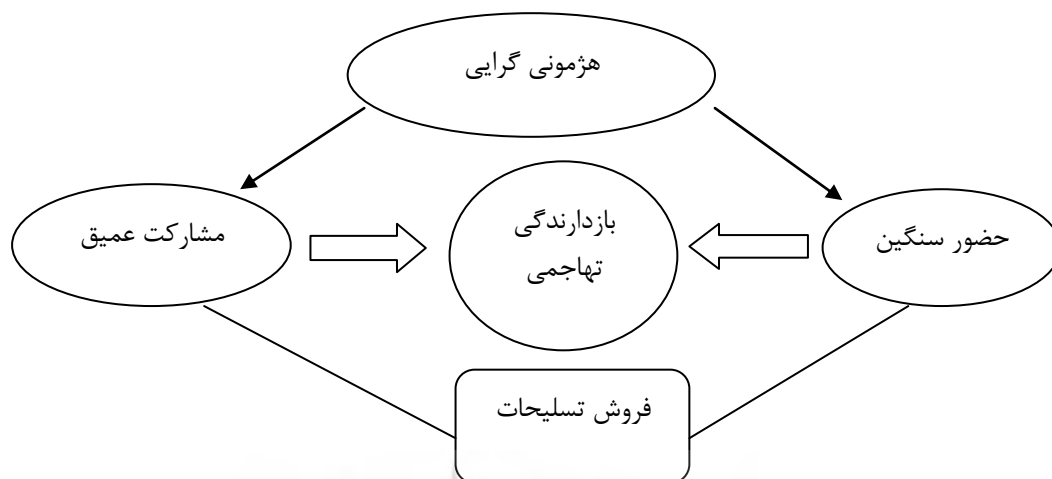 هژمونی گرایی
حضور سنگین
بازدارندگی
تهاجمی
مشارکت عمیق
فروش تسلیحات